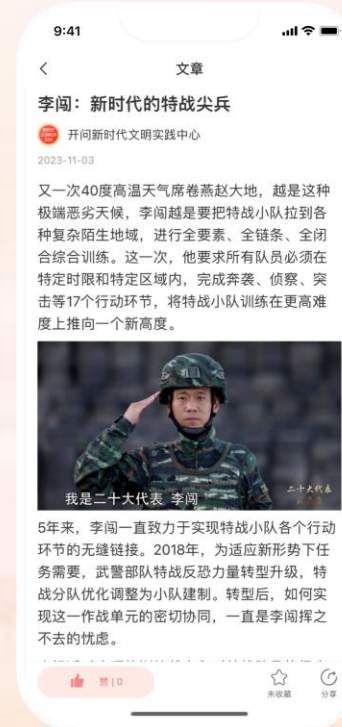 9:41
文章
李闯：新时代的特战尖兵
开问新时代文明实践中心
2023-11-03
又一次40度高温天气席卷燕赵大地，越是这种
极端恶劣天候，李闯越是要把特战小队拉到各
种复杂陌生地域，进行全要素、全链条、全闭
合综合训练。这一次，他要求所有队员必须在
特定时限和特定区域内，完成奔袭、侦察、突
击等17个行动环节，将特战小队训练在更高难
度上推向一个新高度。
二十大代表
我是二十大代表 李闯
5年来，李闯一直致力于实现特战小队各个行动
环节的无缝链接。2018年，为适应新形势下任
务需要，武警部队特战反恐力量转型升级，特
战分队优化调整为小队建制。转型后，如何实
现这一作战单元的密切协同，一直是李闯挥之
不去的忧虑。
赞|0
未收藏
分享